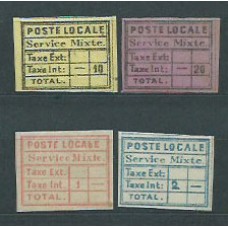 POSTE LOCALE
Service Mixte.
Taxe Ext:
Taxe Int: — 10
TOTAL.
POSTE LOCALE
Service Mixte.
Taxe Ext:
Taxe Int: — 20
TOTAL.
POSTE LOCALE
Service Mixte.
Taxe Ext:
Taxe Int. 1 —
TOTAL.
POSTE LOCALE
Service Mixte.
Taxe Ext:
Taxe Int: 2 —
TOTAL.